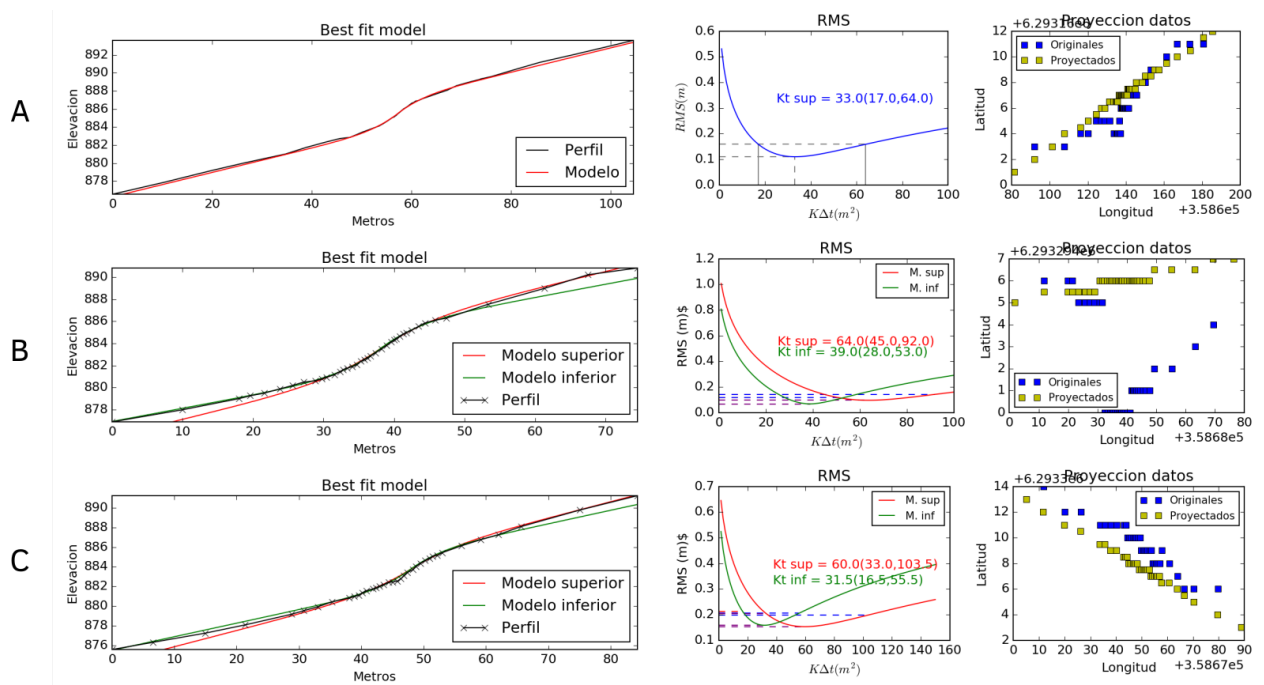 A
Best fit model
Elevacion
892
890
888
886
884
882
880
878
0
20
40
60
80
100
Metros
Perfil
Modelo
RMS
RMS(m)
0.6
0.5
0.4
0.3
0.2
0.1
0.0
0
20
40
60
80
100
KΔt(m²)
Kt sup = 33.0(17.0,64.0)
Proyeccion datos
+6.29316e6
Latitud
12
10
8
6
4
2
0
80
100
120
140
160
180
200
Longitud
+3.586e5
Originales
Proyectados
B
Best fit model
Elevacion
890
888
886
884
882
880
878
0
10
20
30
40
50
60
70
Metros
Modelo superior
Modelo inferior
Perfil
RMS
RMS (m)$
1.2
1.0
0.8
0.6
0.4
0.2
0.0
0
20
40
60
80
100
KΔt(m²)
M. sup
M. inf
Kt sup = 64.0(45.0,92.0)
Kt inf = 39.0(28.0,53.0)
Proyeccion datos
+6.293294e6
Latitud
7
6
5
4
3
2
1
0
0
10
20
30
40
50
60
70
80
Longitud
+3.5868e5
Originales
Proyectados
C
Best fit model
Elevacion
890
888
886
884
882
880
878
876
0
10
20
30
40
50
60
70
80
Metros
Modelo superior
Modelo inferior
Perfil
RMS
RMS (m)$
0.7
0.6
0.5
0.4
0.3
0.2
0.1
0
20
40
60
80
100
120
140
160
KΔt(m²)
M. sup
M. inf
Kt sup = 60.0(33.0,103.5)
Kt inf = 31.5(16.5,55.5)
Proyeccion datos
+6.2933e6
Latitud
14
12
10
8
6
4
2
0
10
20
30
40
50
60
70
80
90
Longitud
+3.5867e5
Originales
Proyectados